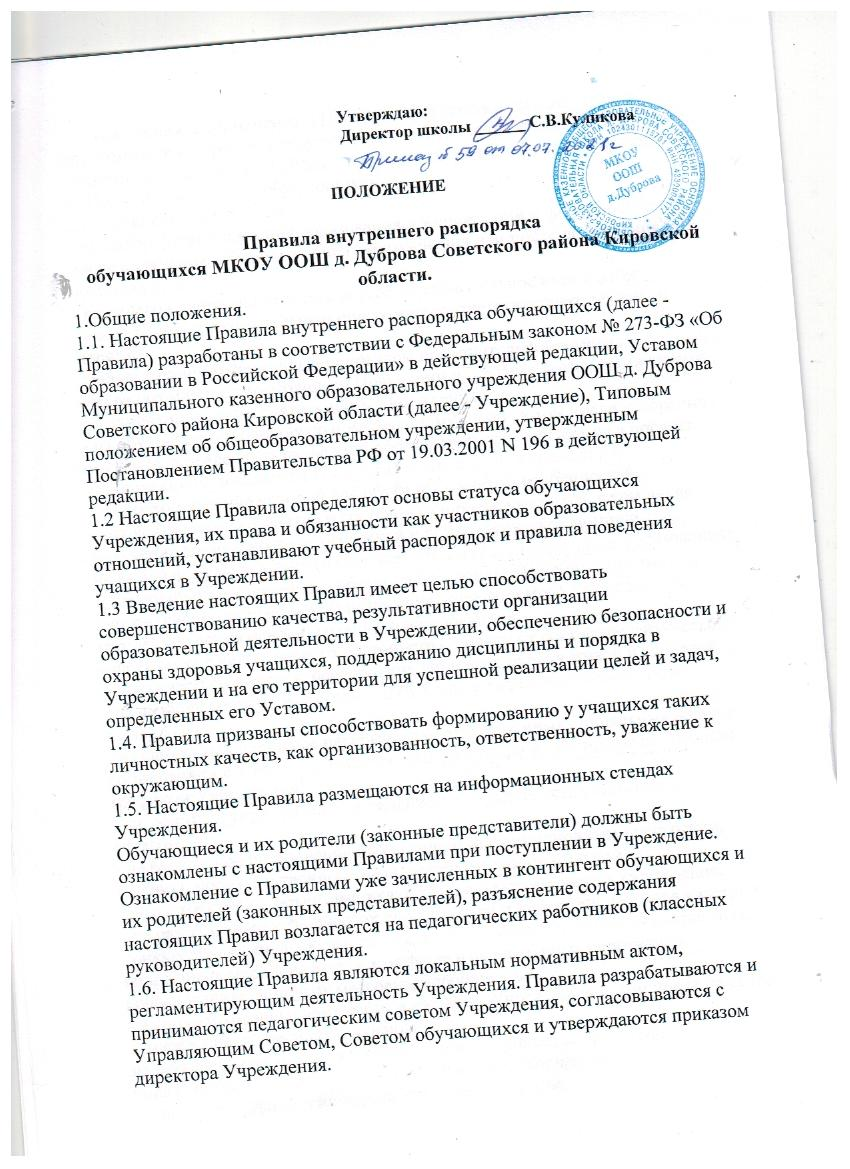 Утверждаю:
Директор школы ______С.В.Куликова
Приказ № 59 от 07.07.2021г
МКОУ
ООШ
д.Дуброва
ПОЛОЖЕНИЕ
Правила внутреннего распорядка
обучающихся МКОУ ООШ д. Дуброва Советского района Кировской
области.
1.Общие положения.
1.1. Настоящие Правила внутреннего распорядка обучающихся (далее -
Правила) разработаны в соответствии с Федеральным законом № 273-ФЗ «Об
образовании в Российской Федерации» в действующей редакции, Уставом
Муниципального казенного образовательного учреждения ООШ д. Дуброва
Советского района Кировской области (далее - Учреждение), Типовым
положением об общеобразовательном учреждении, утвержденным
Постановлением Правительства РФ от 19.03.2001 N 196 в действующей
редакции.
1.2 Настоящие Правила определяют основы статуса обучающихся
Учреждения, их права и обязанности как участников образовательных
отношений, устанавливают учебный распорядок и правила поведения
учащихся в Учреждении.
1.3 Введение настоящих Правил имеет целью способствовать
совершенствованию качества, результативности организации
образовательной деятельности в Учреждении, обеспечению безопасности и
охраны здоровья учащихся, поддержанию дисциплины и порядка в
Учреждении и на его территории для успешной реализации целей и задач,
определенных его Уставом.
1.4. Правила призваны способствовать формированию у учащихся таких
личностных качеств, как организованность, ответственность, уважение к
окружающим.
1.5. Настоящие Правила размещаются на информационных стендах
Учреждения.
Обучающиеся и их родители (законные представители) должны быть
ознакомлены с настоящими Правилами при поступлении в Учреждение.
Ознакомление с Правилами уже зачисленных в контингент обучающихся и
их родителей (законных представителей), разъяснение содержания
настоящих Правил возлагается на педагогических работников (классных
руководителей) Учреждения.
1.6. Настоящие Правила являются локальным нормативным актом,
регламентирующим деятельность Учреждения. Правила разрабатываются и
принимаются педагогическим советом Учреждения, согласовываются с
Управляющим Советом, Советом обучающихся и утверждаются приказом
директора Учреждения.